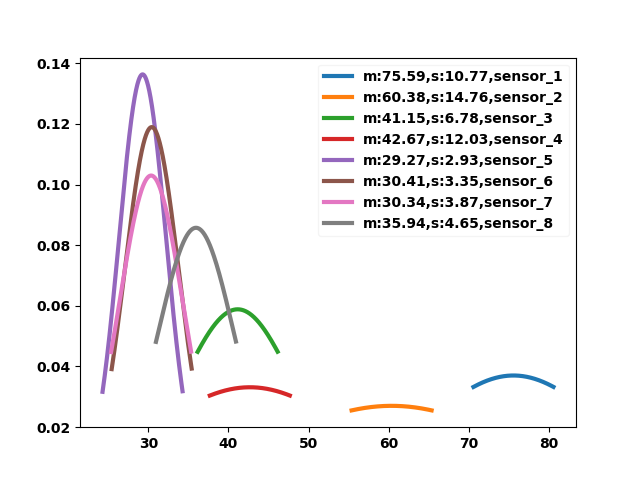 0.14
0.12
0.10
0.08
0.06
0.04
0.02
m:75.59,s:10.77,sensor_1
m:60.38,s:14.76,sensor_2
m:41.15,s:6.78,sensor_3
m:42.67,s:12.03,sensor_4
m:29.27,s:2.93,sensor_5
m:30.41,s:3.35,sensor_6
m:30.34,s:3.87,sensor_7
m:35.94,s:4.65,sensor_8
30 40 50 60 70 80